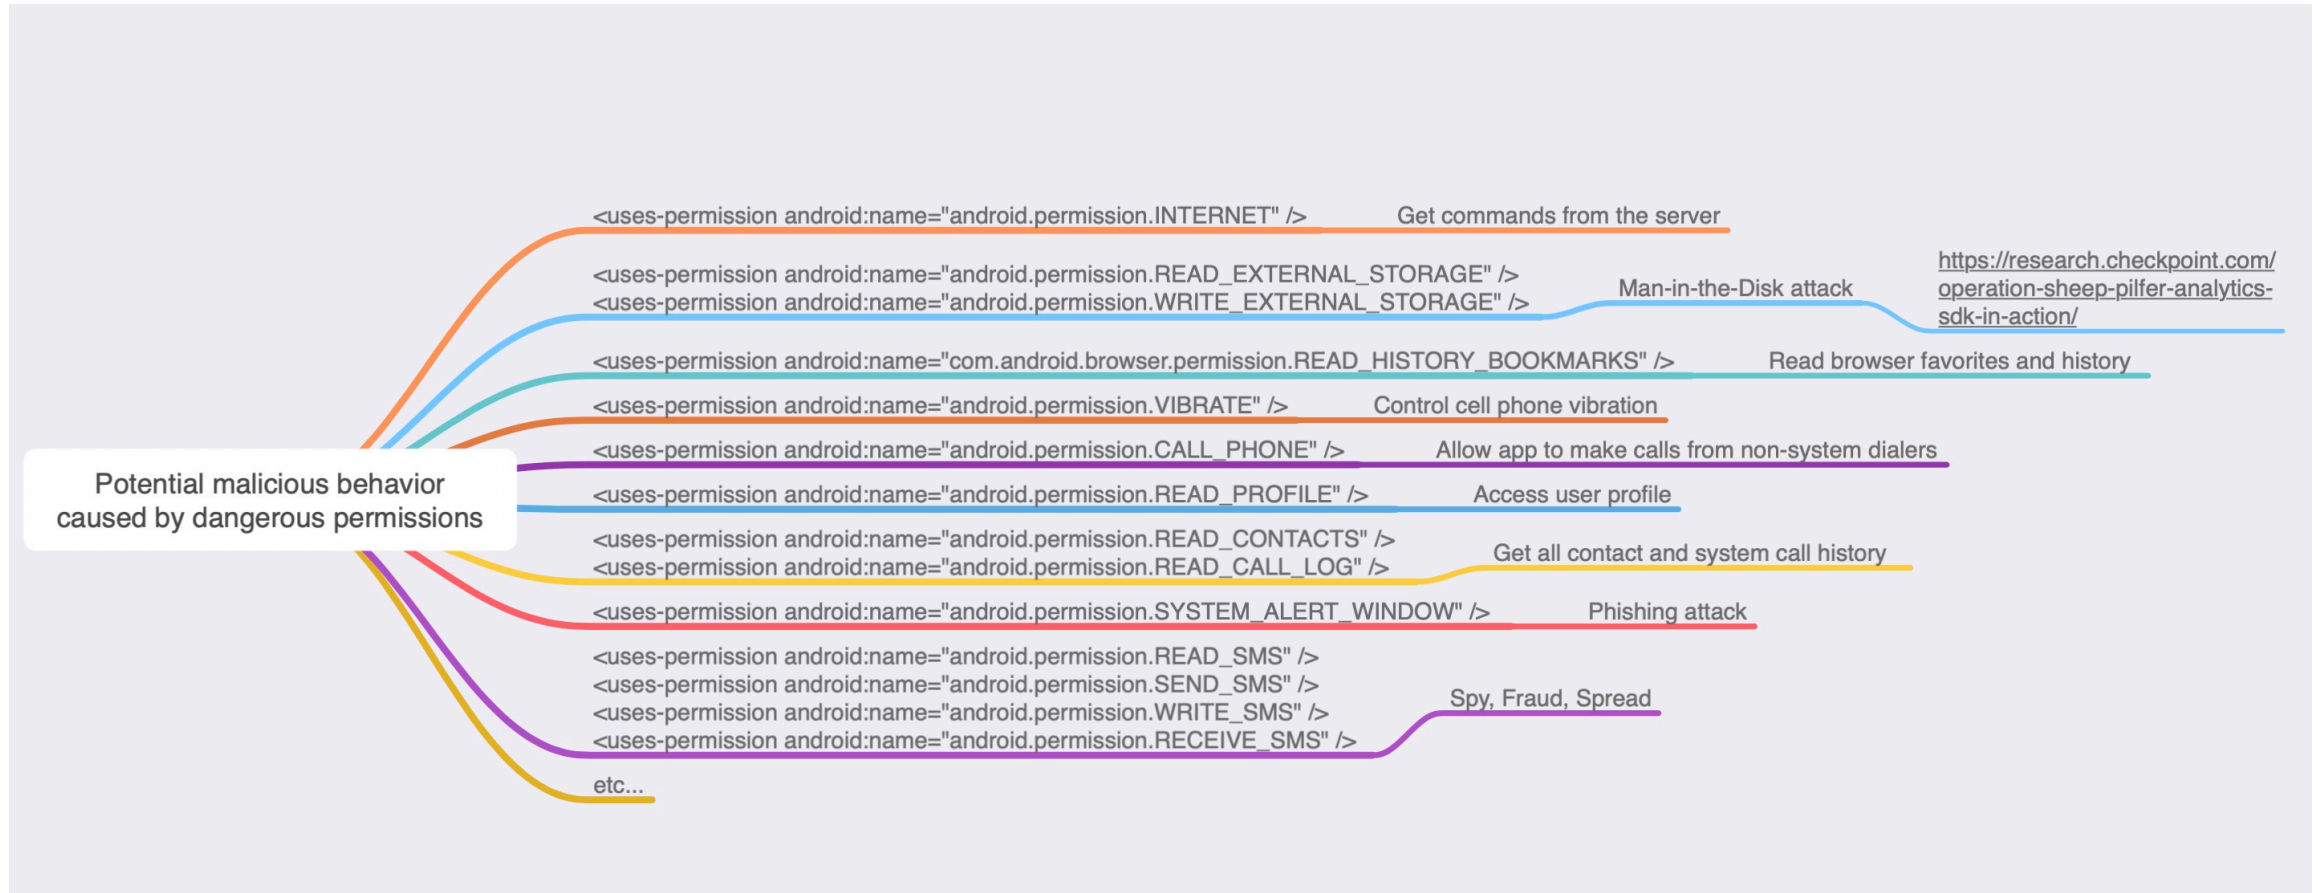 Potential malicious behavior
caused by dangerous permissions
<uses-permission android:name="android.permission.INTERNET" />
Get commands from the server
<uses-permission android:name="android.permission.READ_EXTERNAL_STORAGE" />
<uses-permission android:name="android.permission.WRITE_EXTERNAL_STORAGE" />
Man-in-the-Disk attack
https://research.checkpoint.com/
operation-sheep-pilfer-analytics-
sdk-in-action/
<uses-permission android:name="com.android.browser.permission.READ_HISTORY_BOOKMARKS" />
Read browser favorites and history
<uses-permission android:name="android.permission.VIBRATE" />
Control cell phone vibration
<uses-permission android:name="android.permission.CALL_PHONE" />
Allow app to make calls from non-system dialers
<uses-permission android:name="android.permission.READ_PROFILE" />
Access user profile
<uses-permission android:name="android.permission.READ_CONTACTS" />
<uses-permission android:name="android.permission.READ_CALL_LOG" />
Get all contact and system call history
<uses-permission android:name="android.permission.SYSTEM_ALERT_WINDOW" />
Phishing attack
<uses-permission android:name="android.permission.READ_SMS" />
<uses-permission android:name="android.permission.SEND_SMS" />
<uses-permission android:name="android.permission.WRITE_SMS" />
<uses-permission android:name="android.permission.RECEIVE_SMS" />
Spy, Fraud, Spread
etc...